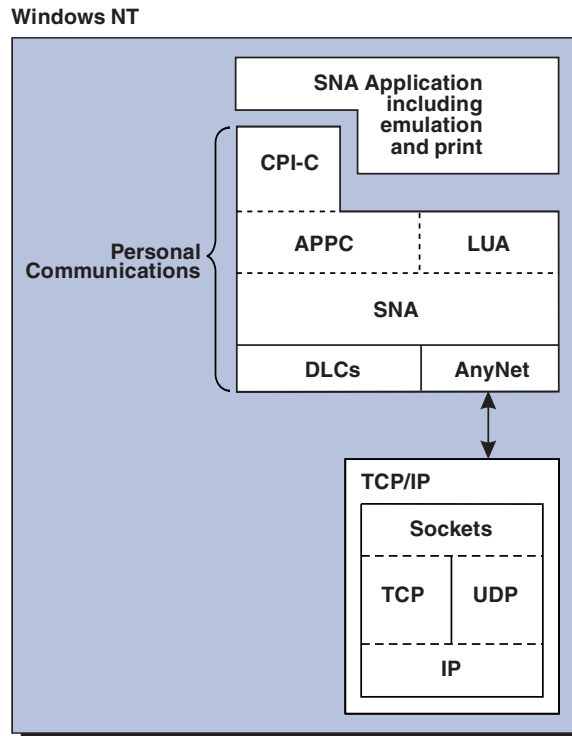 Windows NT
SNA Application
including
emulation
and print
CPI-C
Personal
Communications
APPC
LUA
SNA
DLCs
AnyNet
TCP/IP
Sockets
TCP
UDP
IP